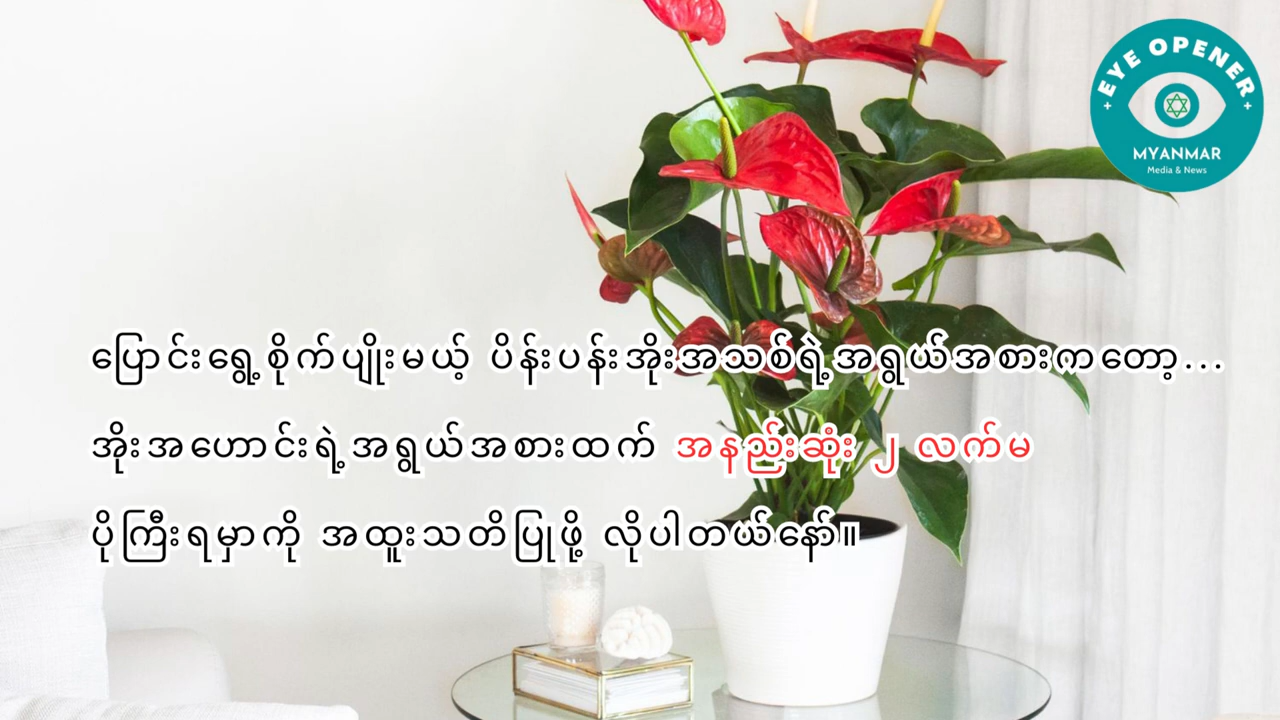 EYE OPENER
MYANMAR
Media & News
ပြောင်းရွှေ့စိုက်ပျိုးမယ့် ပိန်းပန်းအိုးအသစ်ရဲ့အရွယ်အစားကတော့...
အိုးအဟောင်းရဲ့အရွယ်အစားထက် အနည်းဆုံး ၂ လက်မ
ပိုကြီးရမှာကို အထူးသတိပြုဖို့ လိုပါတယ်နော်။